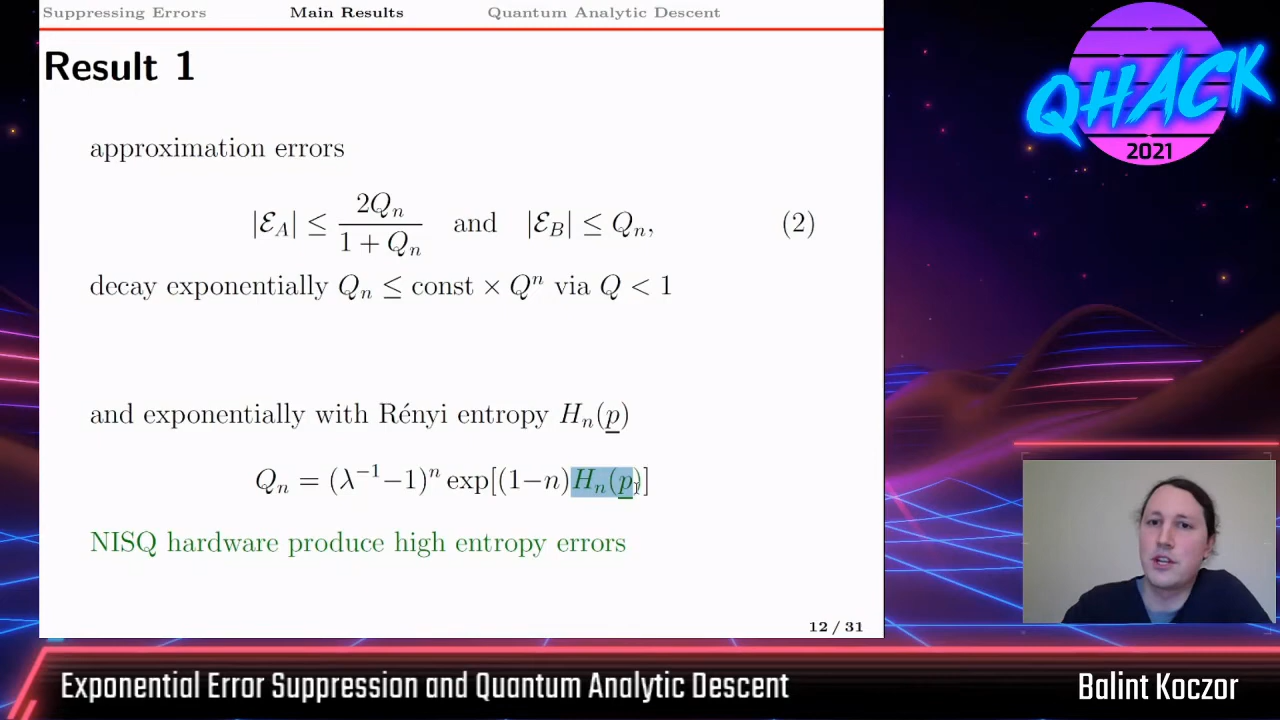 Suppressing Errors Main Results Quantum Analytic Descent
Result 1
approximation errors
|ℰ_A| ≤ 2Q_n / (1 + Q_n) and |ℰ_B| ≤ Q_n, (2)
decay exponentially Q_n ≤ const × Q^n via Q < 1
and exponentially with Rényi entropy H_n(p)
Q_n = (λ^{−1}−1)^n exp[(1−n)H_n(p)]
NISQ hardware produce high entropy errors
12 / 31
QHACK
2021
Exponential Error Suppression and Quantum Analytic Descent
Balint Koczor